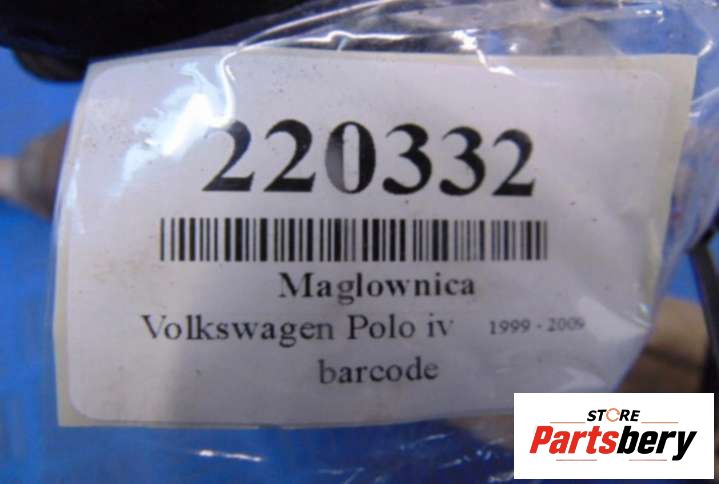 220332
Maglownica
Volkswagen Polo iv 1999 - 2009
barcode
STORE
Partsbery